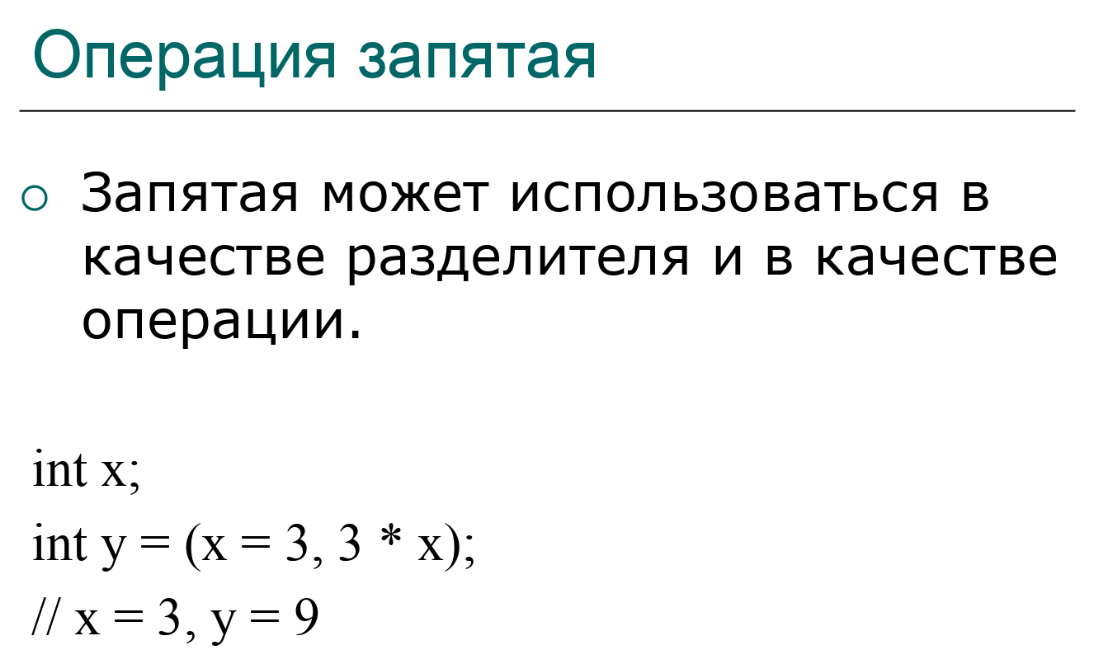 Операция запятая
Запятая может использоваться в
качестве разделителя и в качестве
операции.
int x;
int y = (x = 3, 3 * x);
// x = 3, y = 9